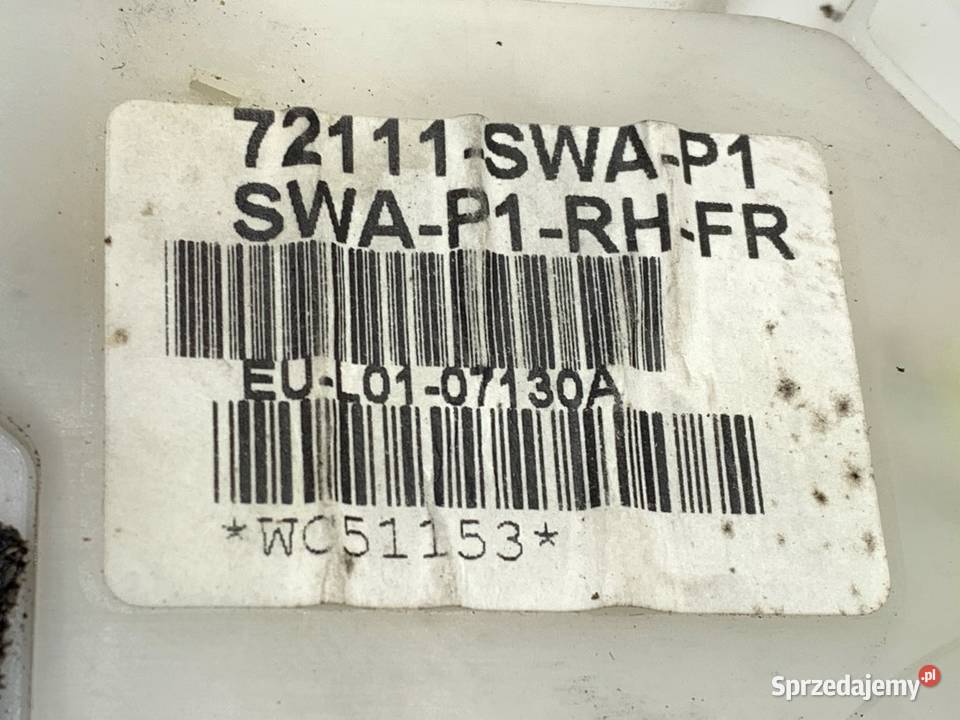 72111-SWA-P1
SWA-P1-RH-FR
EU-L01-07130A
*WC51153*
Sprzedajemy.pl